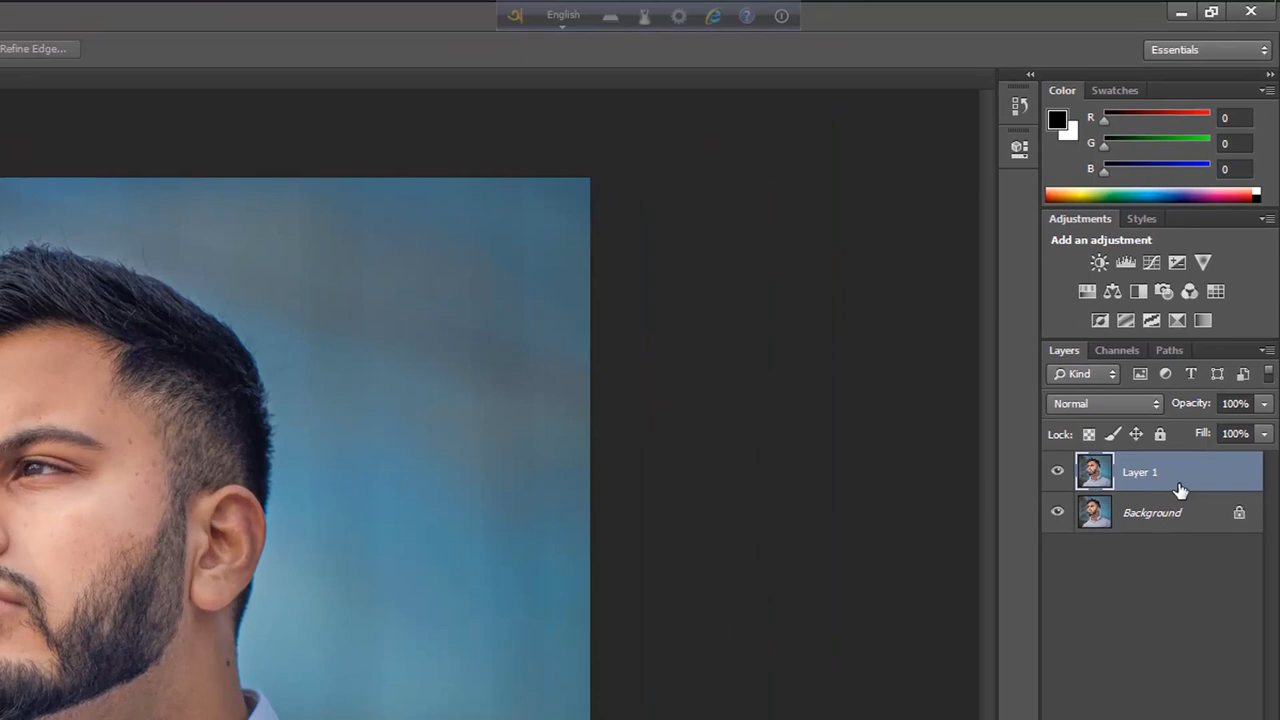 English
Refine Edge...
Essentials
Color Swatches
R 0
G 0
B 0
Adjustments Styles
Add an adjustment
Layers Channels Paths
Kind
Normal Opacity: 100%
Lock: Fill: 100%
Layer 1
Background